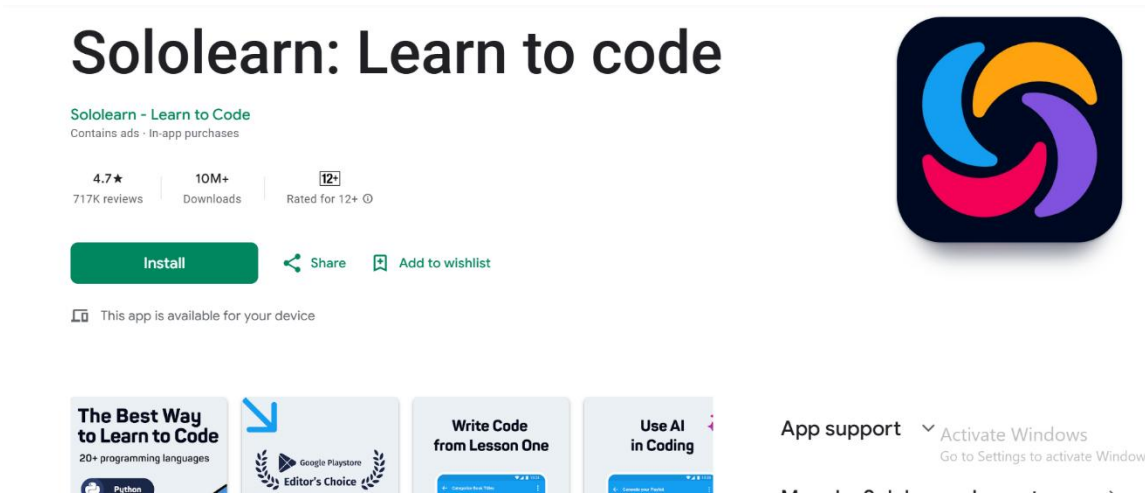 Sololearn: Learn to code
Sololearn - Learn to Code
Contains ads · In-app purchases
4.7★
717K reviews
10M+
Downloads
12+
Rated for 12+
Install
Share
Add to wishlist
This app is available for your device
The Best Way
to Learn to Code
20+ programming languages
Python
Google Playstore
Editor's Choice
Write Code
from Lesson One
Use AI
in Coding
App support
Activate Windows
Go to Settings to activate Window